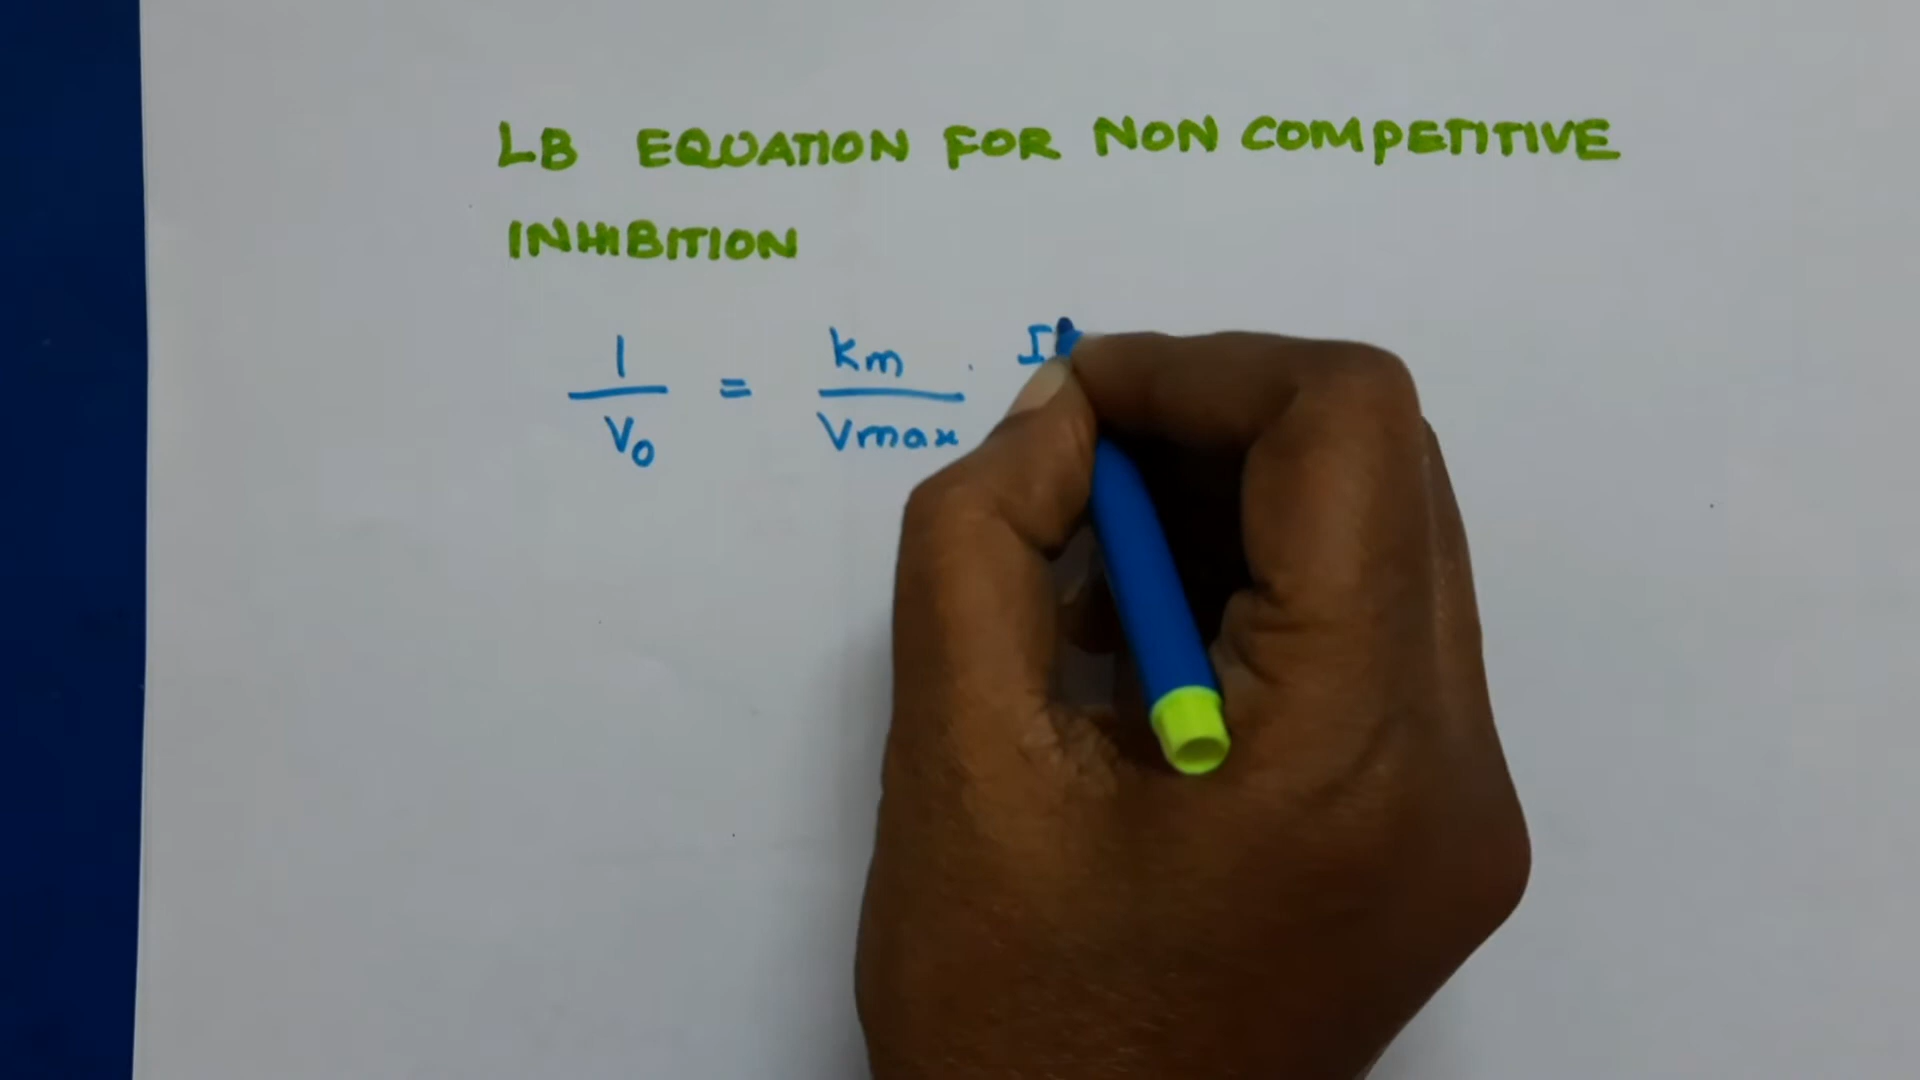 LB EQUATION FOR NON COMPETITIVE
INHIBITION
1/V0 = Km/Vmax . I